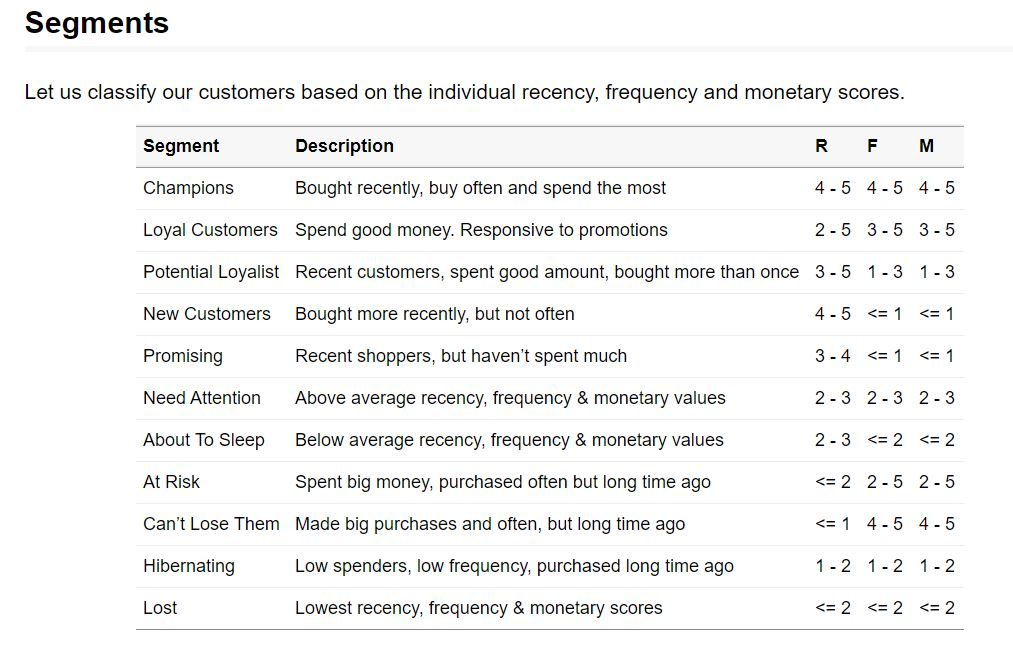 Segments
Let us classify our customers based on the individual recency, frequency and monetary scores.
Segment Description R F M
Champions Bought recently, buy often and spend the most 4 - 5 4 - 5 4 - 5
Loyal Customers Spend good money. Responsive to promotions 2 - 5 3 - 5 3 - 5
Potential Loyalist Recent customers, spent good amount, bought more than once 3 - 5 1 - 3 1 - 3
New Customers Bought more recently, but not often 4 - 5 <= 1 <= 1
Promising Recent shoppers, but haven’t spent much 3 - 4 <= 1 <= 1
Need Attention Above average recency, frequency & monetary values 2 - 3 2 - 3 2 - 3
About To Sleep Below average recency, frequency & monetary values 2 - 3 <= 2 <= 2
At Risk Spent big money, purchased often but long time ago <= 2 2 - 5 2 - 5
Can’t Lose Them Made big purchases and often, but long time ago <= 1 4 - 5 4 - 5
Hibernating Low spenders, low frequency, purchased long time ago 1 - 2 1 - 2 1 - 2
Lost Lowest recency, frequency & monetary scores <= 2 <= 2 <= 2